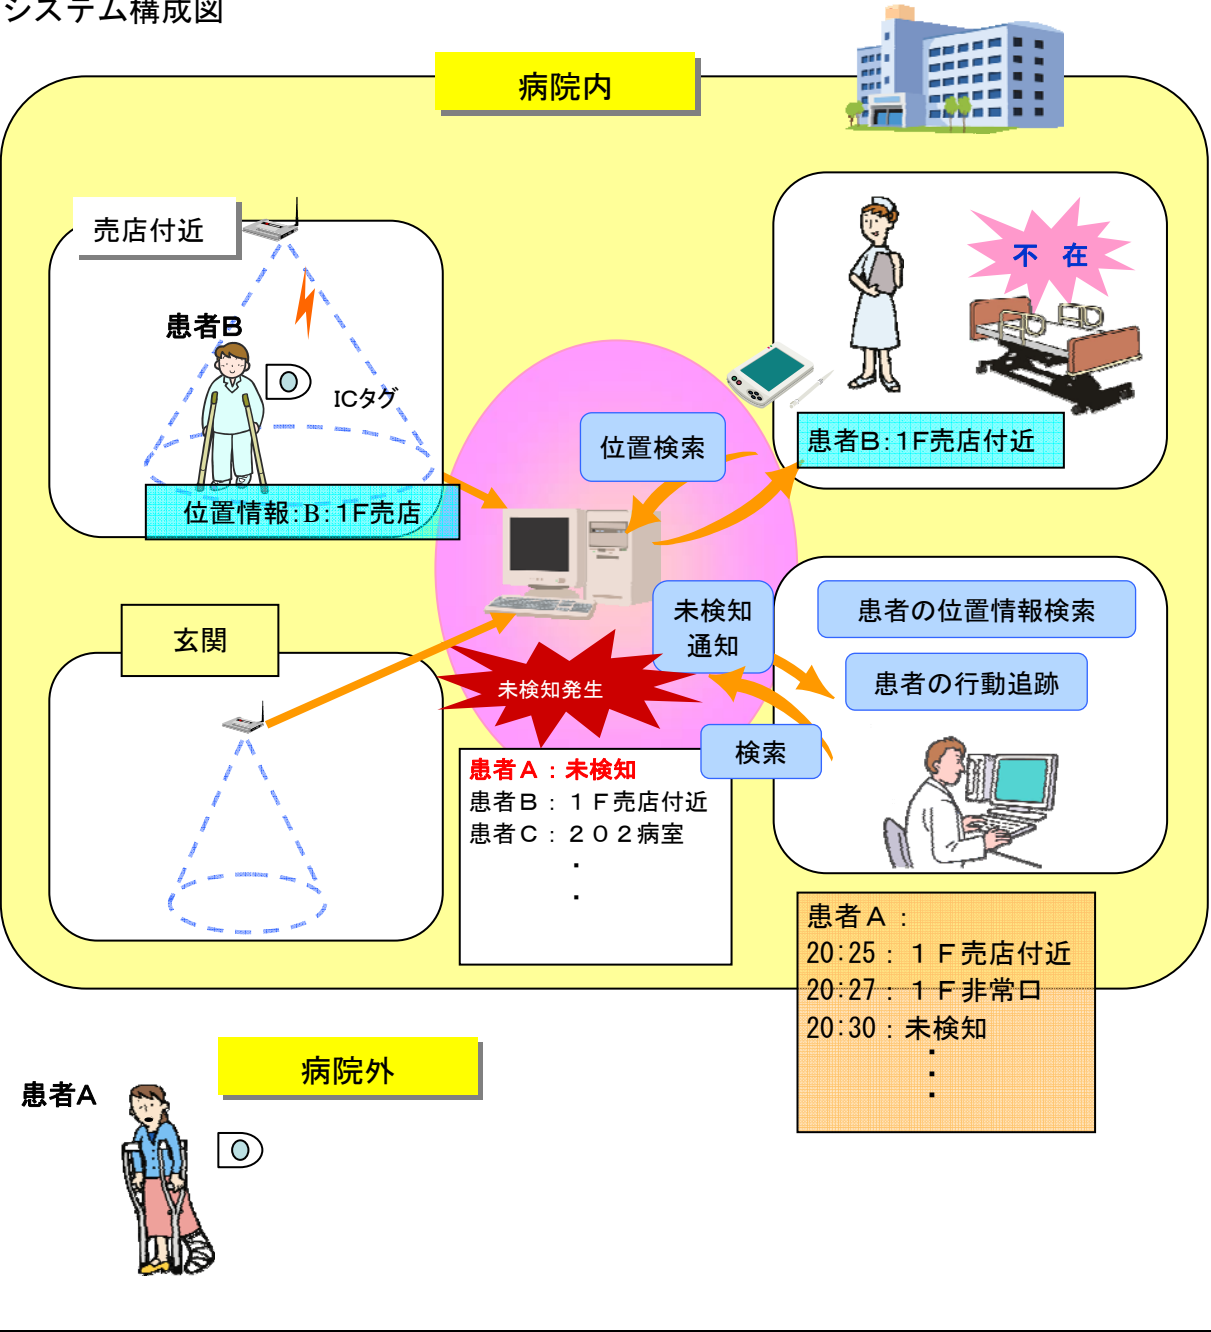 システム構成図
病院内
売店付近
患者B
ICタグ
位置情報:B:1F売店
不 在
患者B:1F売店付近
位置検索
玄関
未検知
通知
未検知発生
検索
患者の位置情報検索
患者の行動追跡
患者A:未検知
患者B:1F売店付近
患者C:202病室
・
・
患者A:
20:25:1F売店付近
20:27:1F非常口
20:30:未検知
・
・
・
病院外
患者A